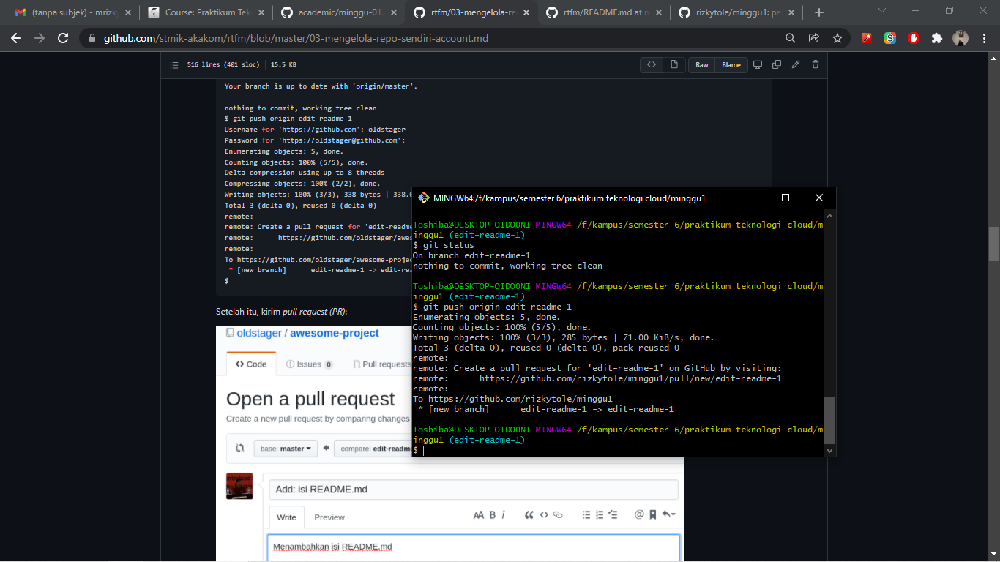 (tanpa subjek) - mrizk
Course: Praktikum Tek
academic/minggu-01.
rtfm/03-mengelola-re
rtfm/README.md at m
rizkytole/minggu1: pe
github.com/stmik-akakom/rtfm/blob/master/03-mengelola-repo-sendiri-account.md
516 lines (401 sloc) 15.5 KB
Raw Blame
Your branch is up to date with 'origin/master'.
nothing to commit, working tree clean
$ git push origin edit-readme-1
Username for 'https://github.com': oldstager
Password for 'https://oldstager@github.com':
Enumerating objects: 5, done.
Counting objects: 100% (5/5), done.
Delta compression using up to 8 threads
Compressing objects: 100% (2/2), done.
Writing objects: 100% (3/3), 338 bytes | 338.0
Total 3 (delta 0), reused 0 (delta 0)
remote:
remote: Create a pull request for 'edit-readme
remote: https://github.com/oldstager/awes
remote:
To https://github.com/oldstager/awesome-projec
* [new branch] edit-readme-1 -> edit-rea
$
Setelah itu, kirim pull request (PR):
oldstager / awesome-project
Code Issues 0 Pull requests
Open a pull request
Create a new pull request by comparing changes
base: master compare: edit-readme
Add: isi README.md
Write Preview
AA B i
Menambahkan isi README.md
MINGW64:/f/kampus/semester 6/praktikum teknologi cloud/minggu1
Toshiba@DESKTOP-OIDOONI MINGW64 /f/kampus/semester 6/praktikum teknologi cloud/m
inggu1 (edit-readme-1)
$ git status
On branch edit-readme-1
nothing to commit, working tree clean
Toshiba@DESKTOP-OIDOONI MINGW64 /f/kampus/semester 6/praktikum teknologi cloud/m
inggu1 (edit-readme-1)
$ git push origin edit-readme-1
Enumerating objects: 5, done.
Counting objects: 100% (5/5), done.
Writing objects: 100% (3/3), 285 bytes | 71.00 KiB/s, done.
Total 3 (delta 0), reused 0 (delta 0), pack-reused 0
remote:
remote: Create a pull request for 'edit-readme-1' on GitHub by visiting:
remote: https://github.com/rizkytole/minggu1/pull/new/edit-readme-1
remote:
To https://github.com/rizkytole/minggu1
* [new branch] edit-readme-1 -> edit-readme-1
Toshiba@DESKTOP-OIDOONI MINGW64 /f/kampus/semester 6/praktikum teknologi cloud/m
inggu1 (edit-readme-1)
$